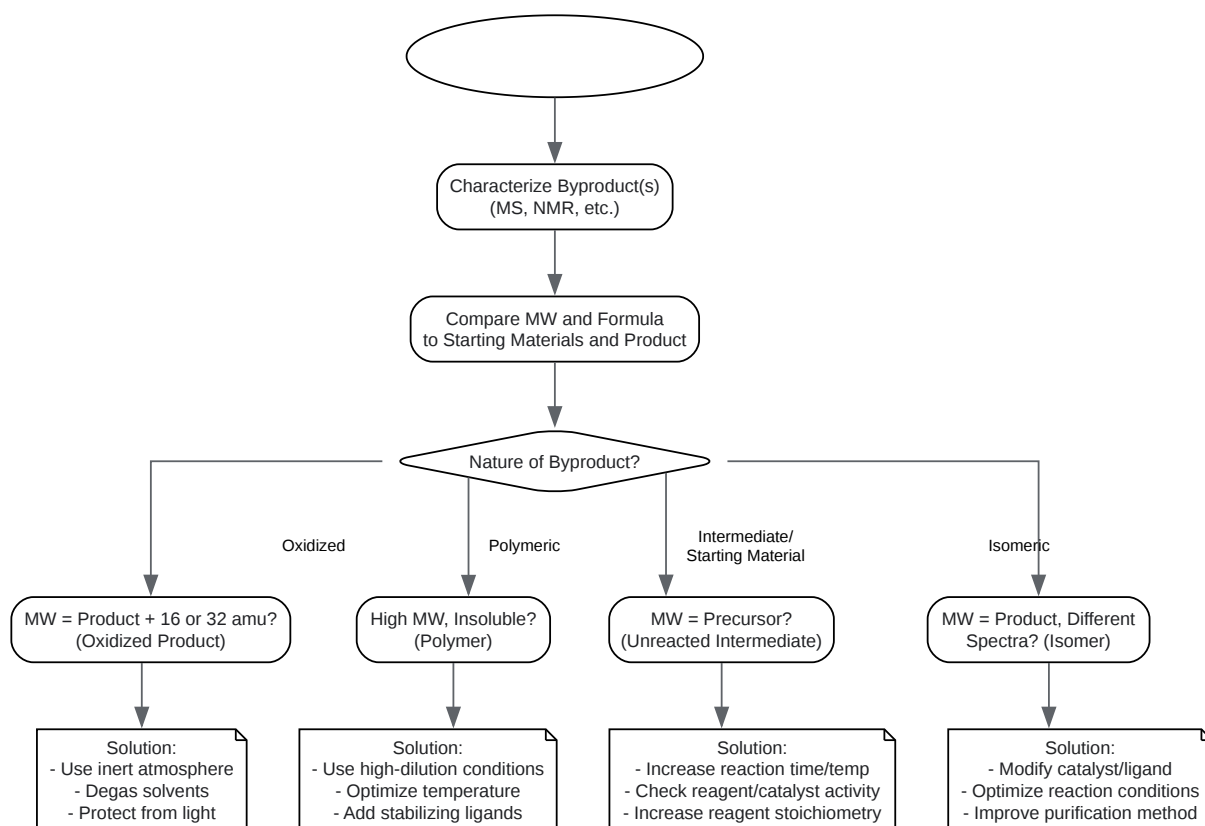 Characterize Byproduct(s)
(MS, NMR, etc.)
Compare MW and Formula
to Starting Materials and Product
Nature of Byproduct?
Oxidized
Polymeric
Intermediate/
Starting Material
Isomeric
MW = Product + 16 or 32 amu?
(Oxidized Product)
High MW, Insoluble?
(Polymer)
MW = Precursor?
(Unreacted Intermediate)
MW = Product, Different
Spectra? (Isomer)
Solution:
- Use inert atmosphere
- Degas solvents
- Protect from light
Solution:
- Use high-dilution conditions
- Optimize temperature
- Add stabilizing ligands
Solution:
- Increase reaction time/temp
- Check reagent/catalyst activity
- Increase reagent stoichiometry
Solution:
- Modify catalyst/ligand
- Optimize reaction conditions
- Improve purification method